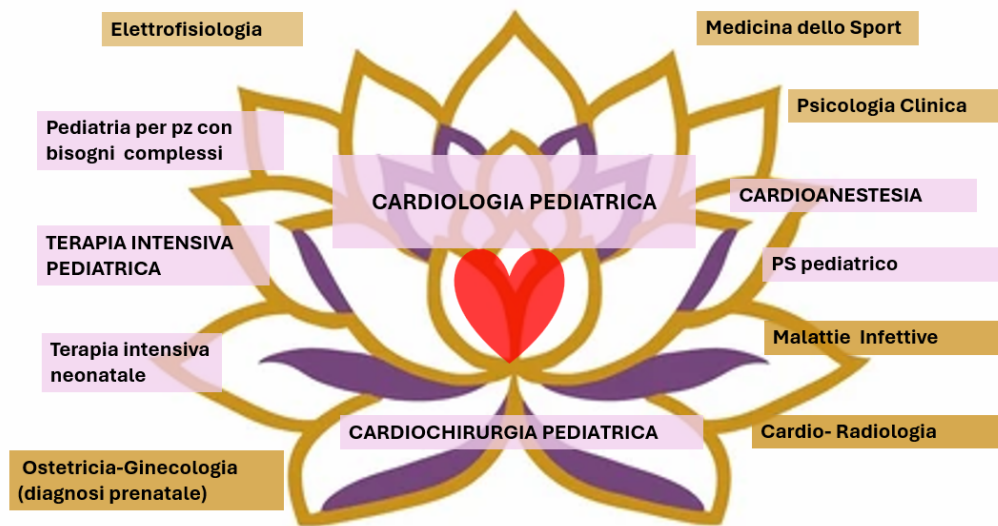 Elettrofisiologia
Medicina dello Sport
Psicologia Clinica
Pediatria per pz con
bisogni complessi
CARDIOLOGIA PEDIATRICA
CARDIOANESTESIA
TERAPIA INTENSIVA
PEDIATRICA
PS pediatrico
Malattie Infettive
Terapia intensiva
neonatale
CARDIOCHIRURGIA PEDIATRICA
Cardio- Radiologia
Ostetricia-Ginecologia
(diagnosi prenatale)